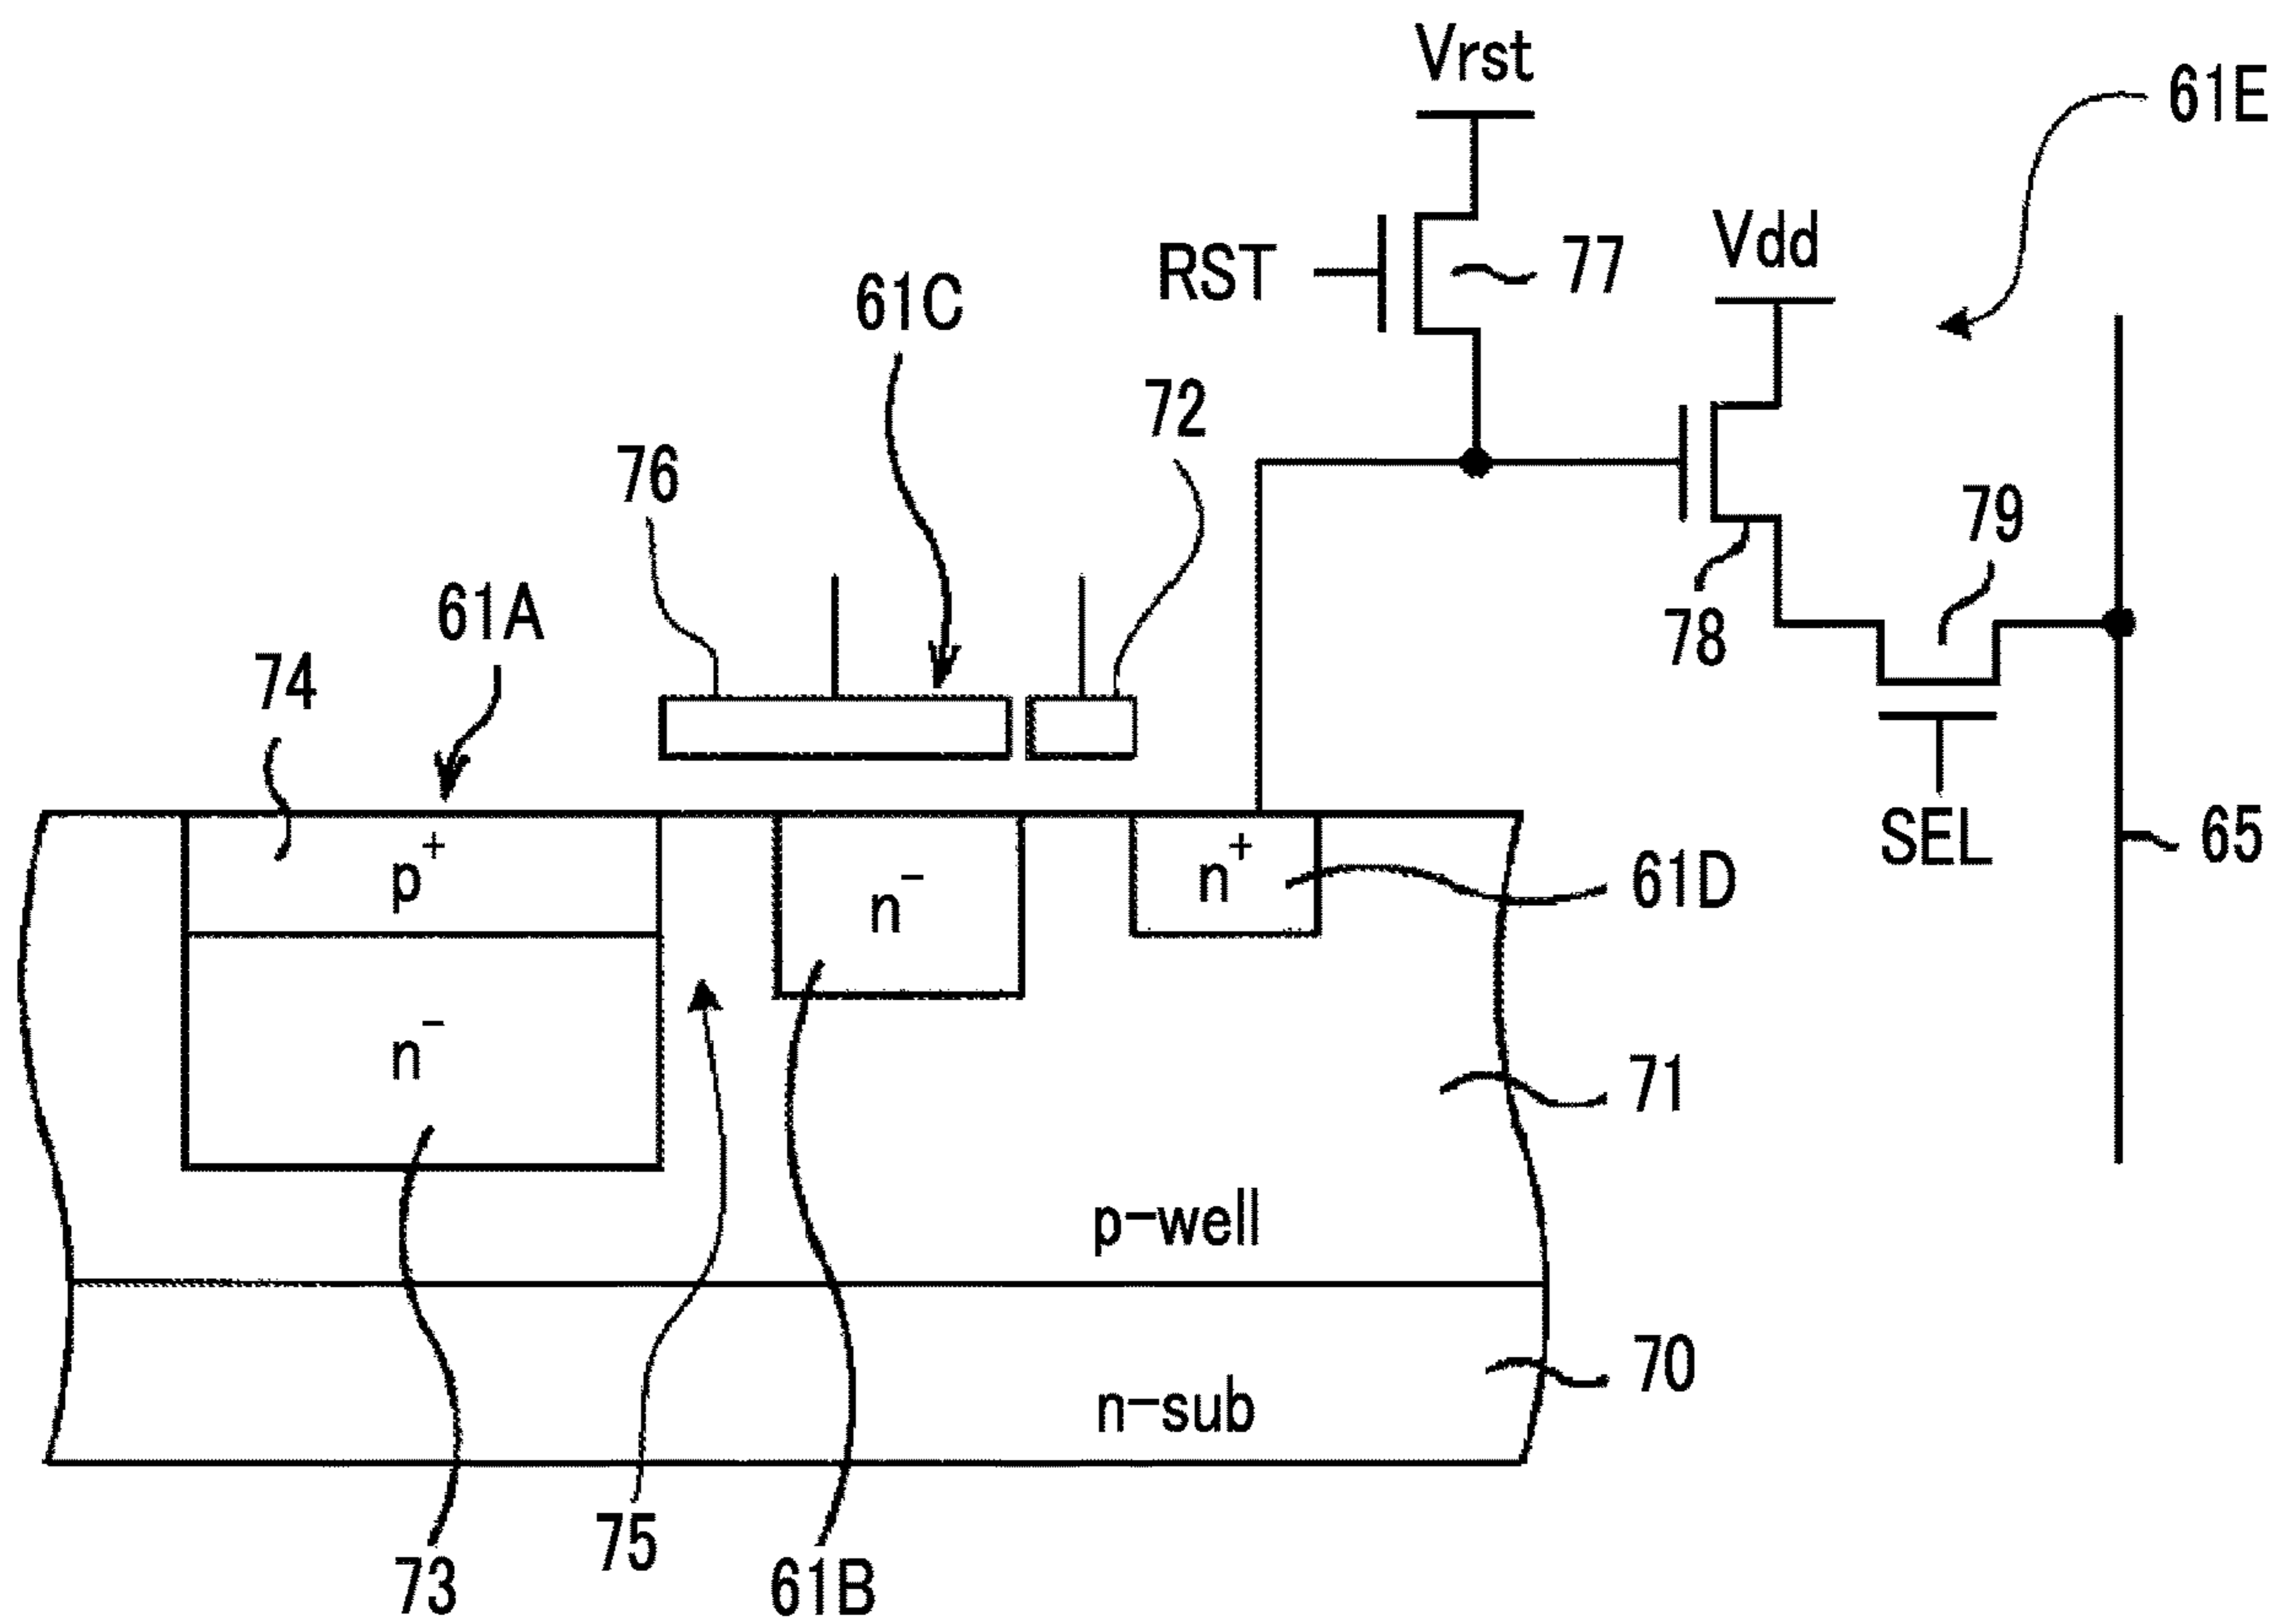 Vrst
61E
Vdd
RST
77
61C
72
76
79
61A
78
74
SEL
65
p+
n−
n+
61D
n−
71
p-well
70
n-sub
75
73
61B